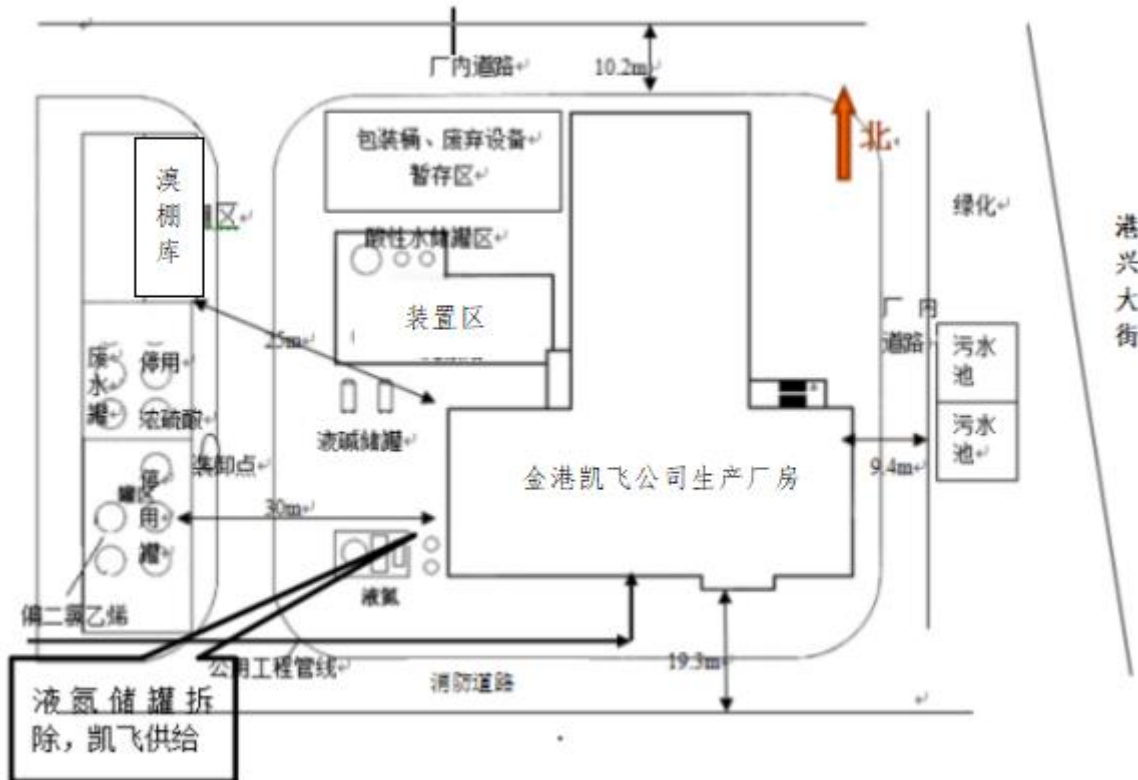 厂内道路
10.2m
北
包装桶、废弃设备
暂存区
溴
棚
库
区
酸性水储罐区
绿化
港
兴
大
街
装置区
25m
厂 内
道路
污水
池
废
水
罐
停用
浓硫酸
液碱储罐
污水
池
装卸点
9.4m
金港凯飞公司生产厂房
罐区
停
用
罐
30m
液氮
偏二氯乙烯
公用工程管线
19.3m
消防道路
液氮储罐拆
除，凯飞供给